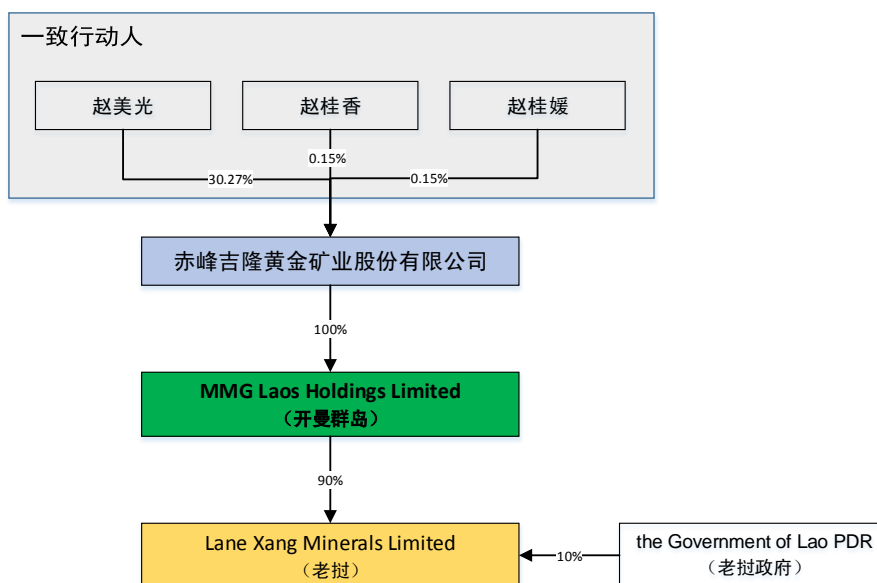 一致行动人
赵美光
赵桂香
赵桂媛
0.15%
30.27%
0.15%
赤峰吉隆黄金矿业股份有限公司
100%
MMG Laos Holdings Limited
（开曼群岛）
90%
Lane Xang Minerals Limited
（老挝）
10%
the Government of Lao PDR
（老挝政府）